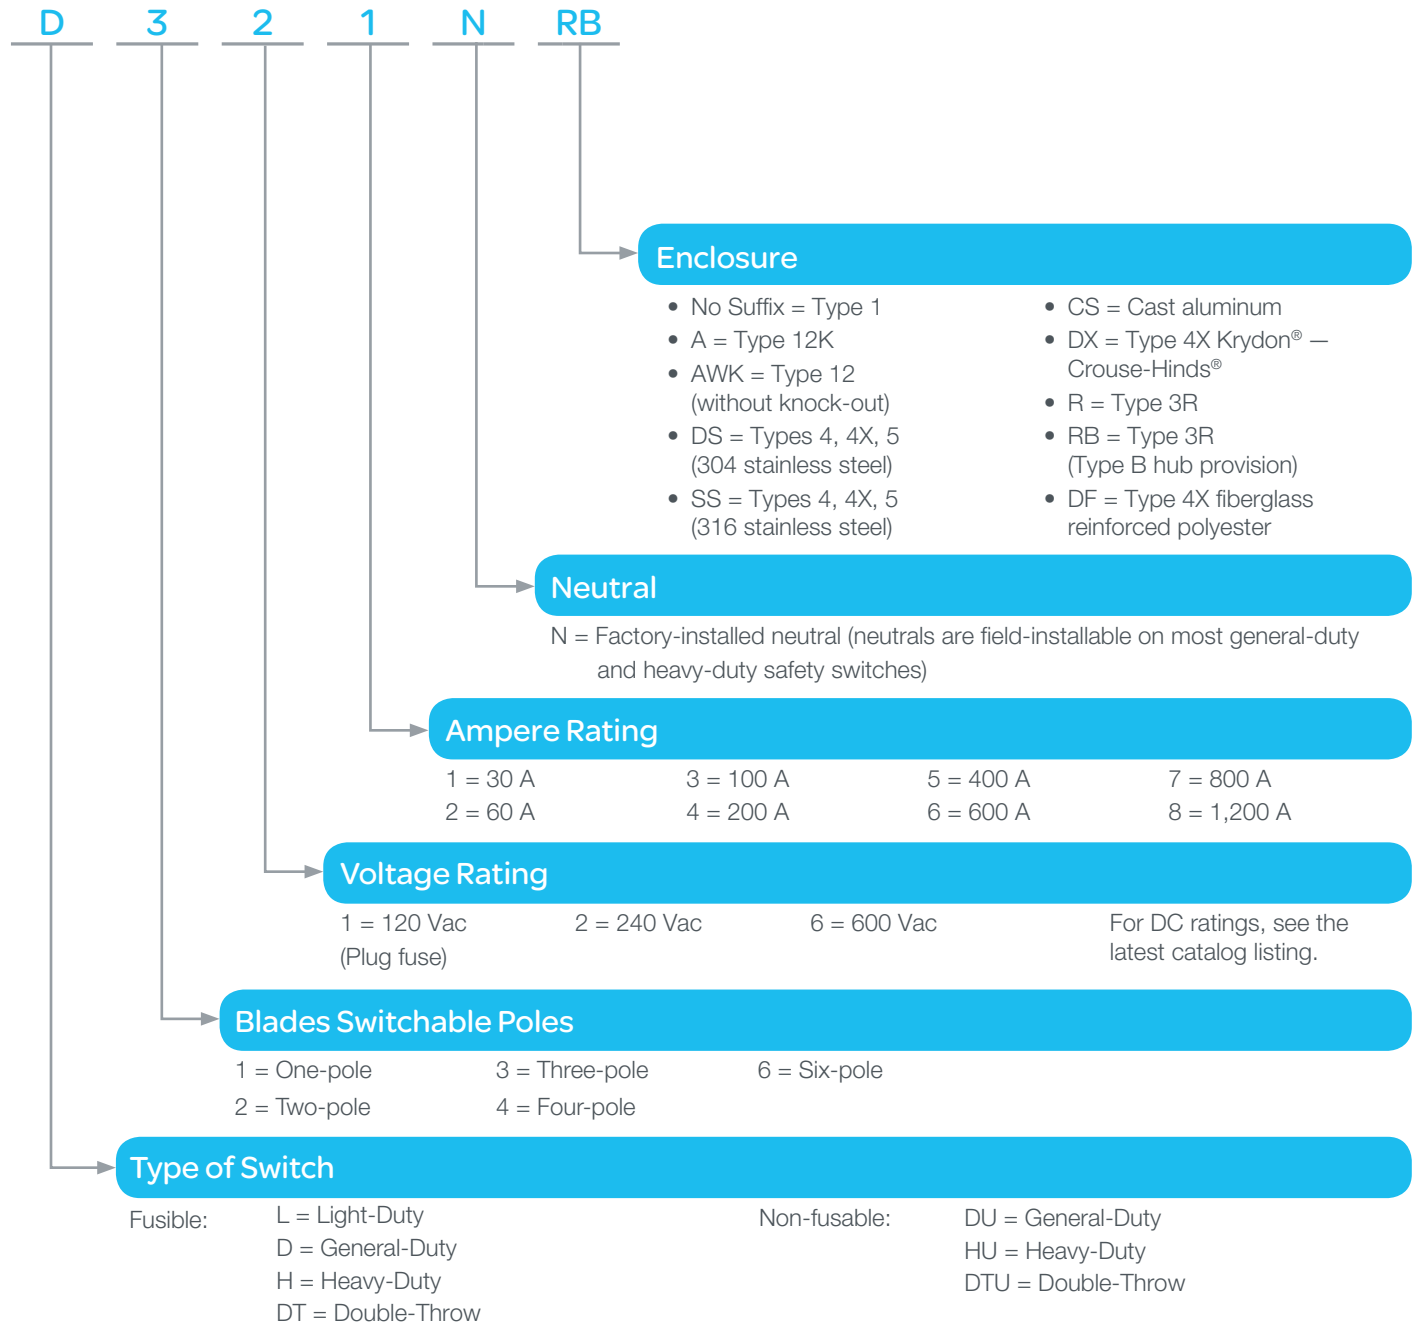 D 3 2 1 N RB
Enclosure
• No Suffix = Type 1
• A = Type 12K
• AWK = Type 12
(without knock-out)
• DS = Types 4, 4X, 5
(304 stainless steel)
• SS = Types 4, 4X, 5
(316 stainless steel)
• CS = Cast aluminum
• DX = Type 4X Krydon® —
Crouse-Hinds®
• R = Type 3R
• RB = Type 3R
(Type B hub provision)
• DF = Type 4X fiberglass
reinforced polyester
Neutral
N = Factory-installed neutral (neutrals are field-installable on most general-duty
and heavy-duty safety switches)
Ampere Rating
1 = 30 A 3 = 100 A 5 = 400 A 7 = 800 A
2 = 60 A 4 = 200 A 6 = 600 A 8 = 1,200 A
Voltage Rating
1 = 120 Vac
(Plug fuse)
2 = 240 Vac
6 = 600 Vac
For DC ratings, see the
latest catalog listing.
Blades Switchable Poles
1 = One-pole 3 = Three-pole 6 = Six-pole
2 = Two-pole 4 = Four-pole
Type of Switch
Fusible:
L = Light-Duty
D = General-Duty
H = Heavy-Duty
DT = Double-Throw
Non-fusable:
DU = General-Duty
HU = Heavy-Duty
DTU = Double-Throw